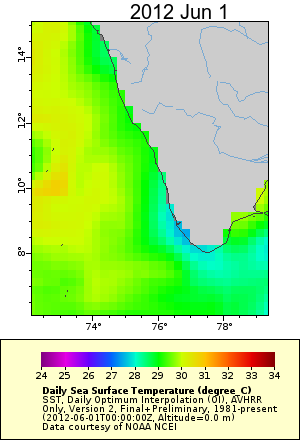 2012 Jun 1
14°
12°
10°
8°
74°
76°
78°
24 25 26 27 28 29 30 31 32 33 34
Daily Sea Surface Temperature (degree_C)
SST, Daily Optimum Interpolation (OI), AVHRR
Only, Version 2, Final+Preliminary, 1981-present
(2012-06-01T00:00:00Z, Altitude=0.0 m)
Data courtesy of NOAA NCEI